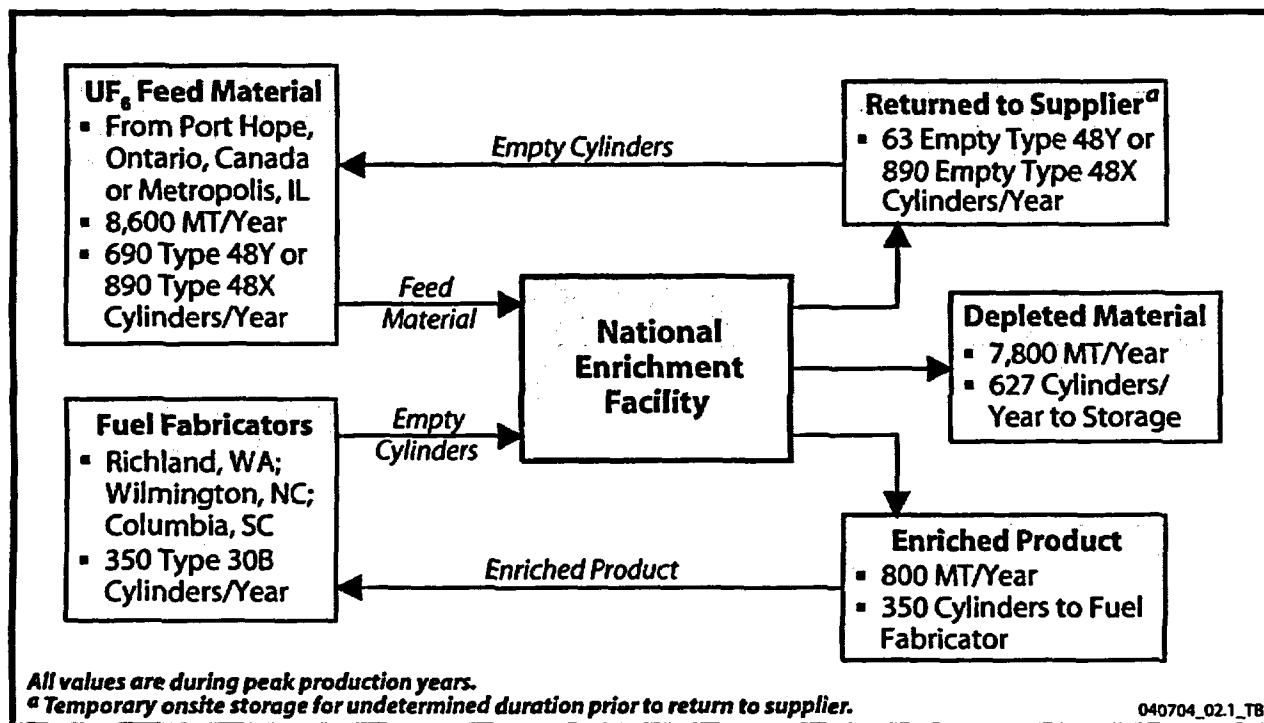 UF₆ Feed Material
▪ From Port Hope,
Ontario, Canada
or Metropolis, IL
▪ 8,600 MT/Year
▪ 690 Type 48Y or
890 Type 48X
Cylinders/Year
Empty Cylinders
Returned to Supplierᵃ
▪ 63 Empty Type 48Y or
890 Empty Type 48X
Cylinders/Year
Feed
Material
National
Enrichment
Facility
Depleted Material
▪ 7,800 MT/Year
▪ 627 Cylinders/
Year to Storage
Fuel Fabricators
▪ Richland, WA;
Wilmington, NC;
Columbia, SC
▪ 350 Type 30B
Cylinders/Year
Empty
Cylinders
Enriched Product
Enriched Product
▪ 800 MT/Year
▪ 350 Cylinders to Fuel
Fabricator
All values are during peak production years.
ᵃ Temporary onsite storage for undetermined duration prior to return to supplier.
040704_02.1_TB